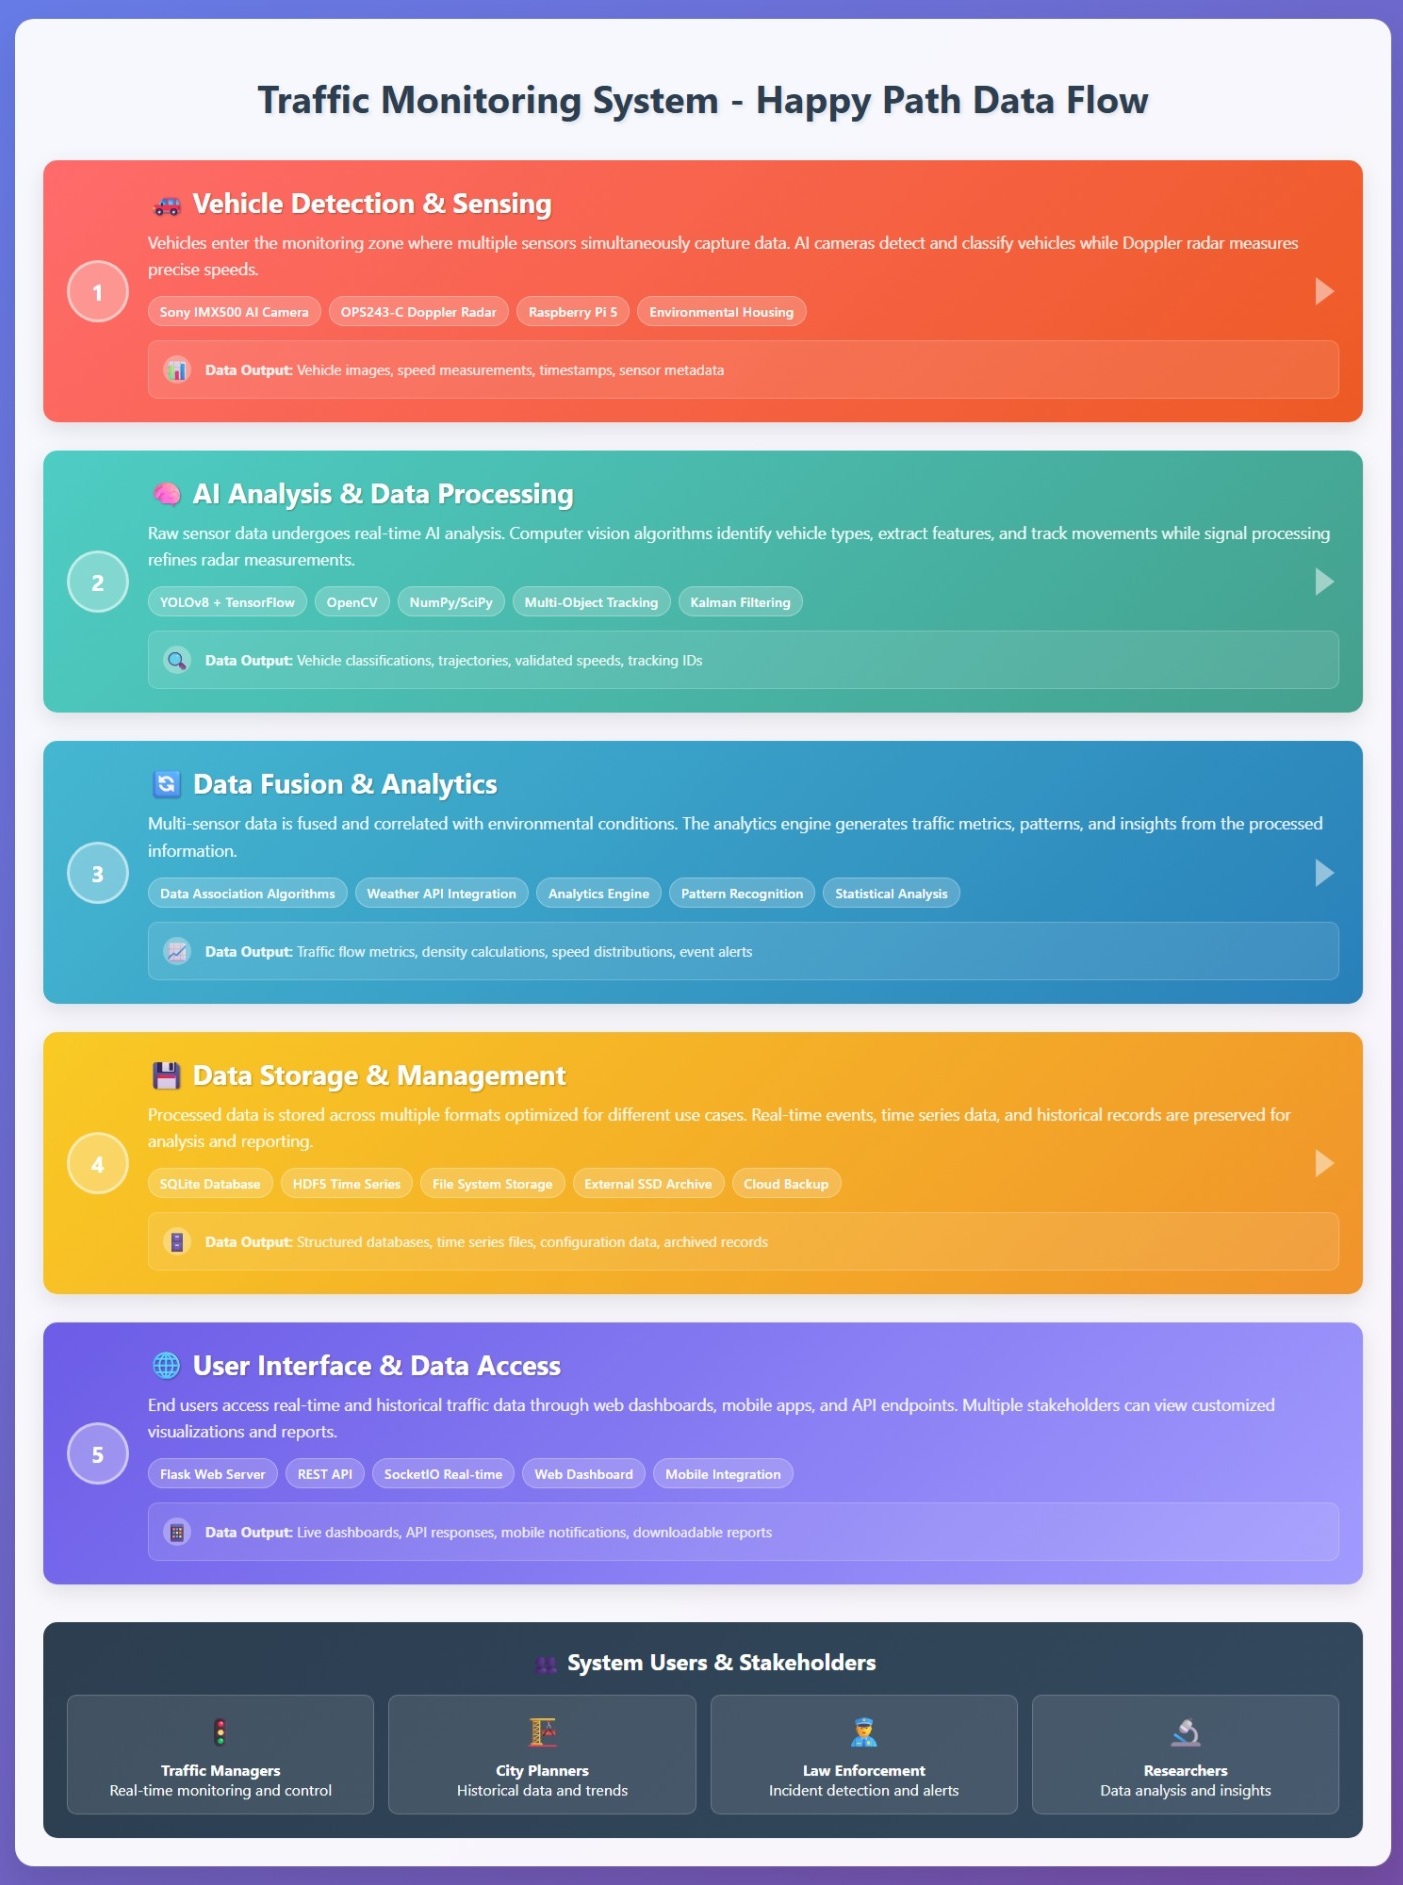 Traffic Monitoring System - Happy Path Data Flow
Vehicle Detection & Sensing
Vehicles enter the monitoring zone where multiple sensors simultaneously capture data. AI cameras detect and classify vehicles while Doppler radar measures
precise speeds.
1
Sony IMX500 AI Camera OPS243-C Doppler Radar Raspberry Pi 5 Environmental Housing
Data Output: Vehicle images, speed measurements, timestamps, sensor metadata
AI Analysis & Data Processing
Raw sensor data undergoes real-time AI analysis. Computer vision algorithms identify vehicle types, extract features, and track movements while signal processing
refines radar measurements.
2
YOLOv8 + TensorFlow OpenCV NumPy/SciPy Multi-Object Tracking Kalman Filtering
Data Output: Vehicle classifications, trajectories, validated speeds, tracking IDs
Data Fusion & Analytics
Multi-sensor data is fused and correlated with environmental conditions. The analytics engine generates traffic metrics, patterns, and insights from the processed
information.
3
Data Association Algorithms Weather API Integration Analytics Engine Pattern Recognition Statistical Analysis
Data Output: Traffic flow metrics, density calculations, speed distributions, event alerts
Data Storage & Management
Processed data is stored across multiple formats optimized for different use cases. Real-time events, time series data, and historical records are preserved for
analysis and reporting.
4
SQLite Database HDF5 Time Series File System Storage External SSD Archive Cloud Backup
Data Output: Structured databases, time series files, configuration data, archived records
User Interface & Data Access
End users access real-time and historical traffic data through web dashboards, mobile apps, and API endpoints. Multiple stakeholders can view customized
visualizations and reports.
5
Flask Web Server REST API SocketIO Real-time Web Dashboard Mobile Integration
Data Output: Live dashboards, API responses, mobile notifications, downloadable reports
System Users & Stakeholders
Traffic Managers
Real-time monitoring and control
City Planners
Historical data and trends
Law Enforcement
Incident detection and alerts
Researchers
Data analysis and insights